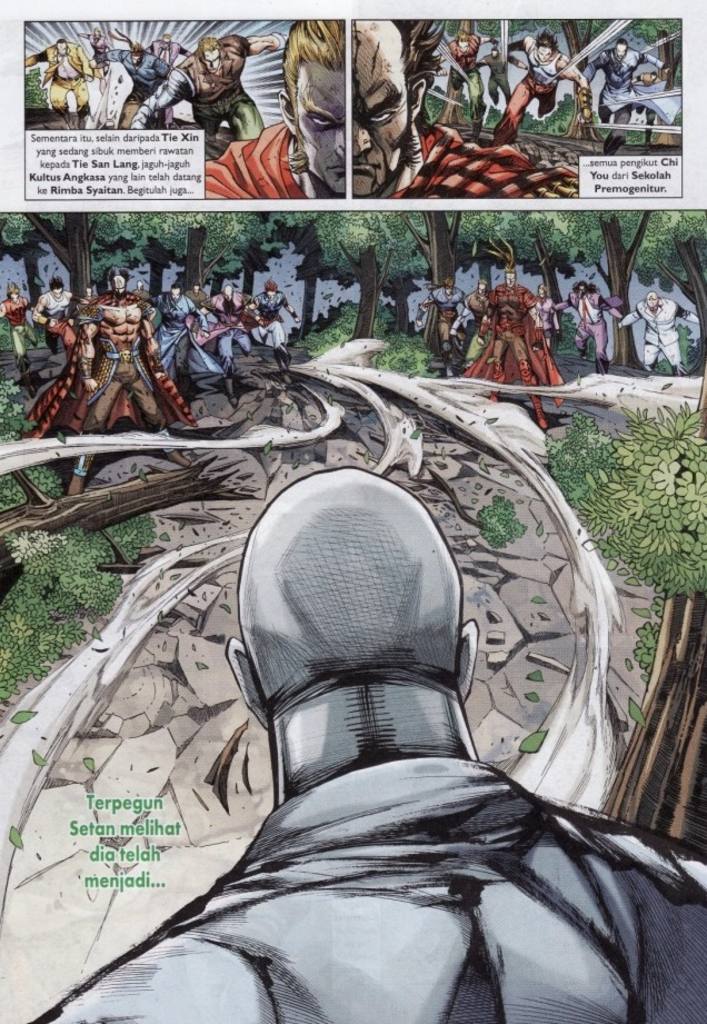 Sementara itu, selain daripada Tie Xin
yang sedang sibuk memberi rawatan
kepada Tie San Lang, jaguh-jaguh
Kultus Angkasa yang lain telah datang
ke Rimba Syaitan. Begitulah juga...
...semua pengikut Chi
You dari Sekolah
Premogenitur.
Terpegun
Setan melihat
dia telah
menjadi...